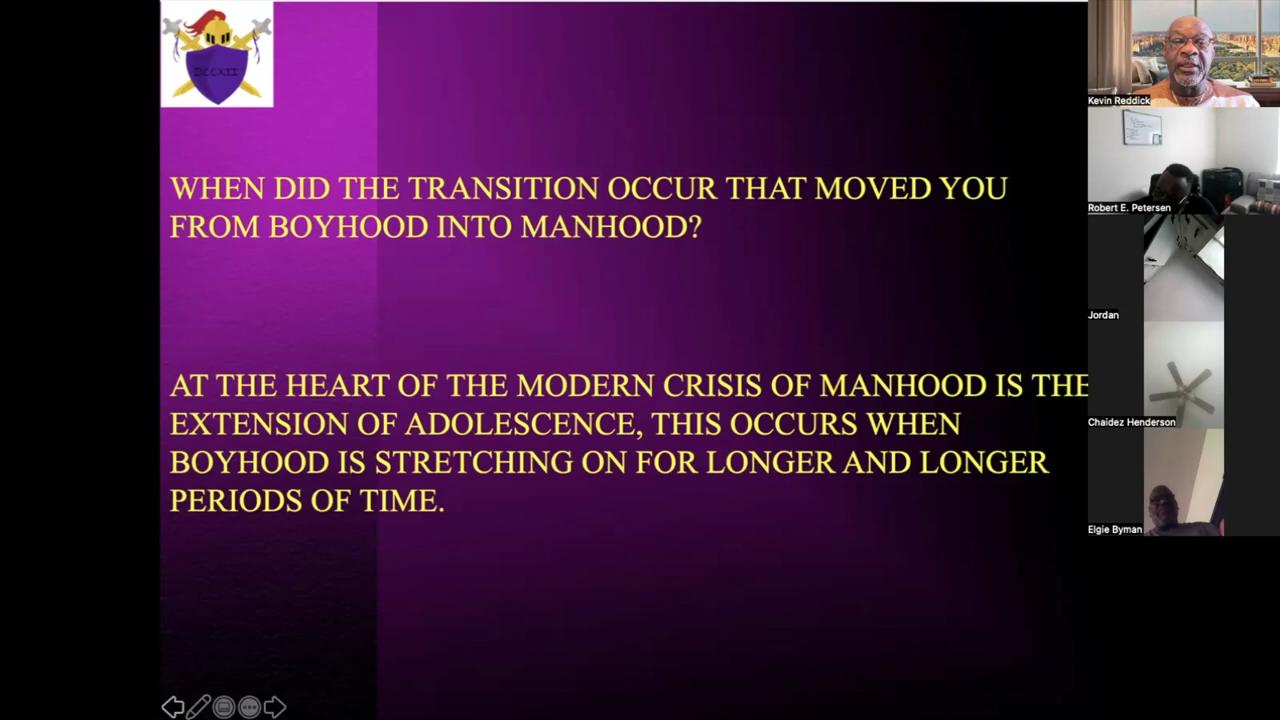 WHEN DID THE TRANSITION OCCUR THAT MOVED YOU
FROM BOYHOOD INTO MANHOOD?
AT THE HEART OF THE MODERN CRISIS OF MANHOOD IS THE
EXTENSION OF ADOLESCENCE, THIS OCCURS WHEN
BOYHOOD IS STRETCHING ON FOR LONGER AND LONGER
PERIODS OF TIME.
Kevin Reddick
Robert E. Petersen
Jordan
Chaidez Henderson
Elgie Byman